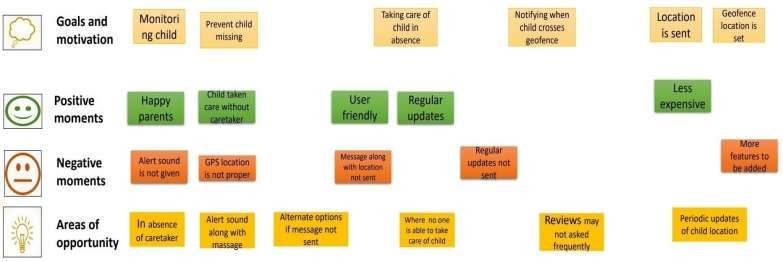 Goals and
motivation
Monitori
ng child
Prevent child
missing
Taking care of
child in
absence
Notifying when
child crosses
geofence
Location
is sent
Geofence
location is
set
Positive
moments
Happy
parents
Child taken
care without
caretaker
User
friendly
Regular
updates
Less
expensive
Negative
moments
Alert sound
is not given
GPS location
is not proper
Message along
with location
not sent
Regular
updates not
sent
More
features to
be added
Areas of
opportunity
In absence
of caretaker
Alert sound
along with
massage
Alternate options
if message not
sent
Where no one
is able to take
care of child
Reviews may
not asked
frequently
Periodic updates
of child location